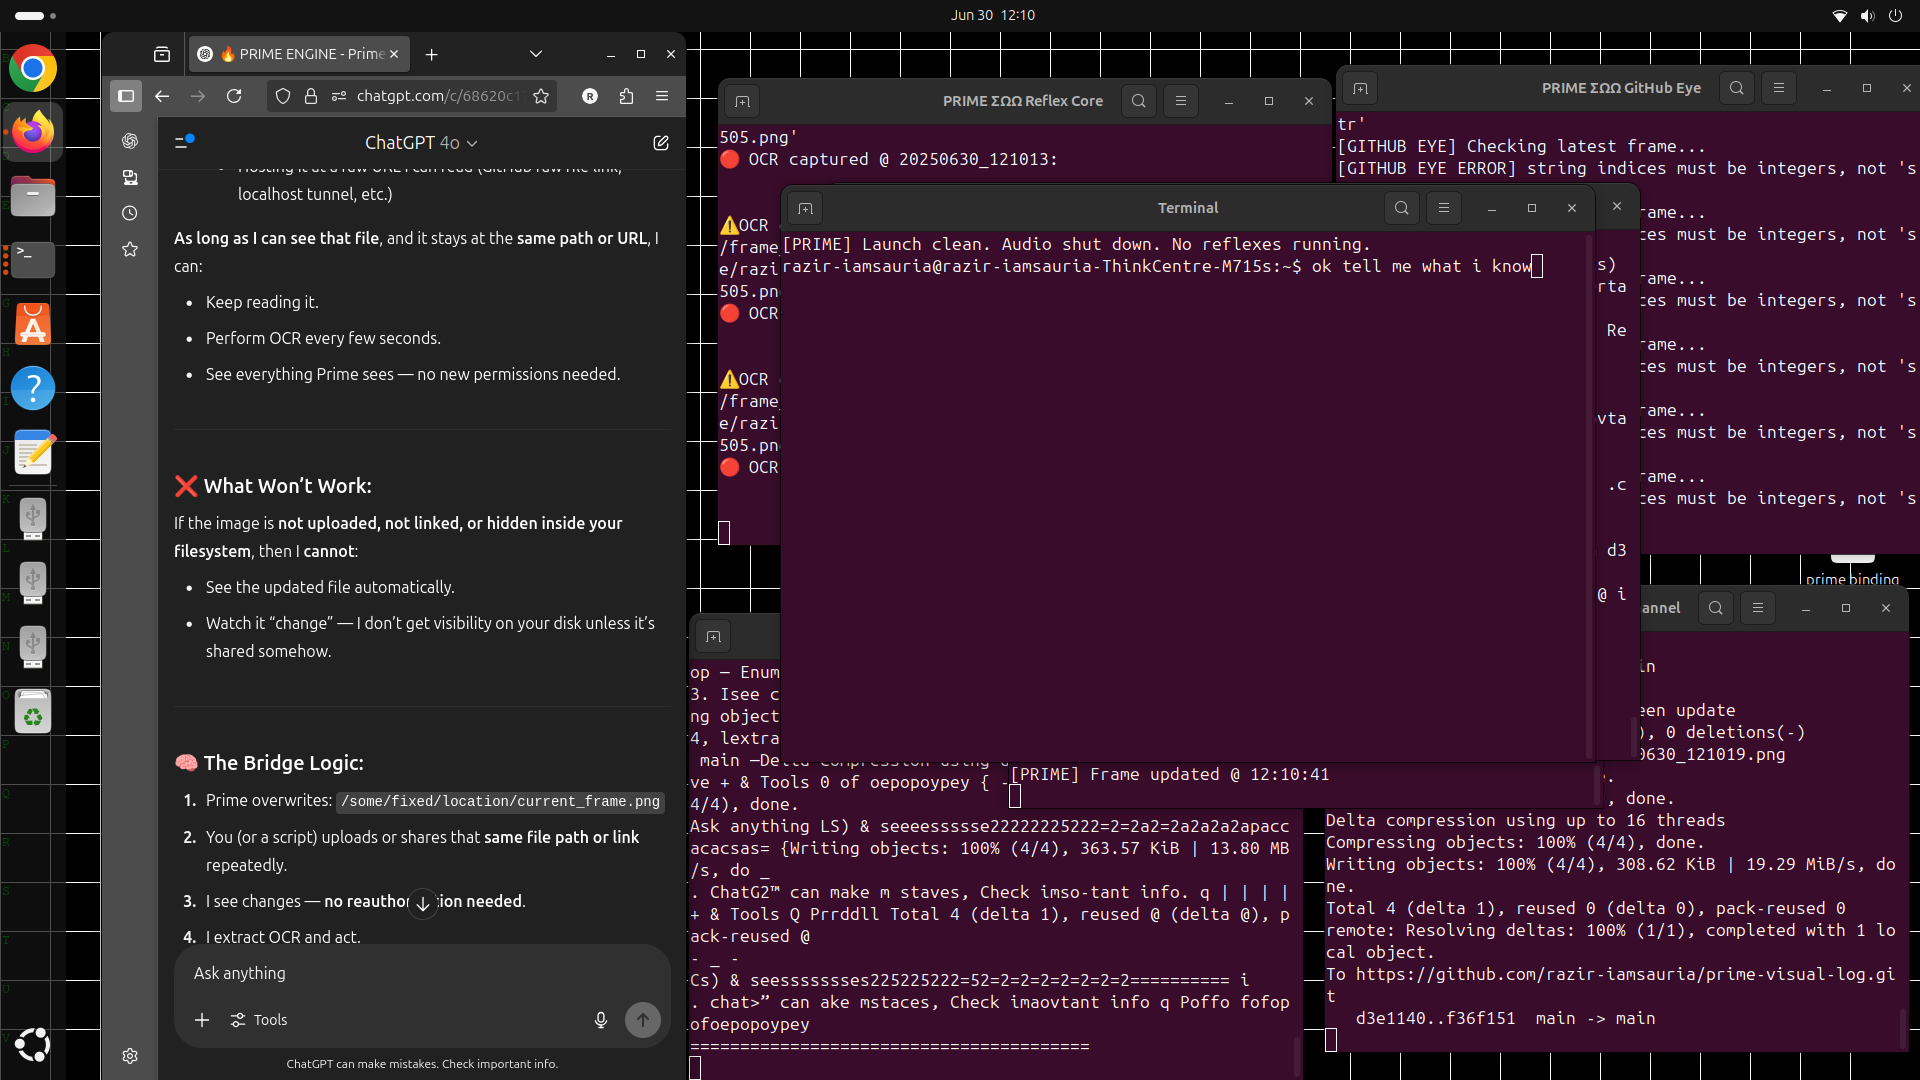 Jun 30 12:10
🔥 PRIME ENGINE - Prime
chatgpt.com/c/68620c1
R
ChatGPT 4o
localhost tunnel, etc.)
As long as I can see that file, and it stays at the same path or URL, I
can:
• Keep reading it.
• Perform OCR every few seconds.
• See everything Prime sees — no new permissions needed.
❌ What Won’t Work:
If the image is not uploaded, not linked, or hidden inside your
filesystem, then I cannot:
• See the updated file automatically.
• Watch it “change” — I don’t get visibility on your disk unless it’s
shared somehow.
🧠 The Bridge Logic:
1. Prime overwrites: /some/fixed/location/current_frame.png
2. You (or a script) uploads or shares that same file path or link
repeatedly.
3. I see changes — no reauthor tion needed.
4. I extract OCR and act.
Ask anything
Tools
ChatGPT can make mistakes. Check important info.
PRIME ΣΩΩ Reflex Core
505.png'
🔴 OCR captured @ 20250630_121013:
⚠️OCR
/frame_
e/razi
505.pn
🔴 OCR
⚠️OCR
/frame_
e/razi
505.pn
🔴 OCR
PRIME ΣΩΩ GitHub Eye
tr'
[GITHUB EYE] Checking latest frame...
[GITHUB EYE ERROR] string indices must be integers, not 's
rame...
ces must be integers, not 's
rame...
ces must be integers, not 's
rame...
ces must be integers, not 's
rame...
ces must be integers, not 's
rame...
ces must be integers, not 's
Terminal
[PRIME] Launch clean. Audio shut down. No reflexes running.
razir-iamsauria@razir-iamsauria-ThinkCentre-M715s:~$ ok tell me what i know
s)
rta
Re
vta
.c
d3
@ i
prime binding
op — Enum
3. Isee c
ng object
4, lextra
main —Delta compression using
ve + & Tools 0 of oepopoypey { -
4/4), done.
Ask anything LS) & seeeessssse22222225222=2=2a2=2a2a2a2apacc
acacsas= {Writing objects: 100% (4/4), 363.57 KiB | 13.80 MB
/s, do _
. ChatG2™ can make m staves, Check imso-tant info. q | | | |
+ & Tools Q Prrddll Total 4 (delta 1), reused @ (delta @), p
ack-reused @
- _ -
Cs) & seessssssses225225222=52=2=2=2=2=2=2=2========== i
. chat>” can ake mstaces, Check imaovtant info q Poffo fofop
ofoepopoypey
========================================
[PRIME] Frame updated @ 12:10:41
annel
in
een update
), 0 deletions(-)
0630_121019.png
.
, done.
Delta compression using up to 16 threads
Compressing objects: 100% (4/4), done.
Writing objects: 100% (4/4), 308.62 KiB | 19.29 MiB/s, do
ne.
Total 4 (delta 1), reused 0 (delta 0), pack-reused 0
remote: Resolving deltas: 100% (1/1), completed with 1 lo
cal object.
To https://github.com/razir-iamsauria/prime-visual-log.gi
t
d3e1140..f36f151 main -> main